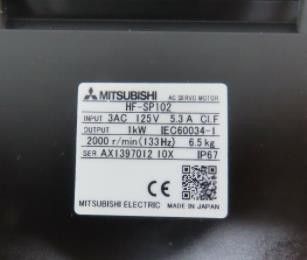 MITSUBISHI AC SERVO MOTOR
HF-SP102
INPUT 3AC 125V 5.3A Cl.F
OUTPUT 1kW IEC60034-1
2000 r/min(133Hz) 6.5kg
SER AX1397012 10X IP67
CE
MITSUBISHI ELECTRIC MADE IN JAPAN